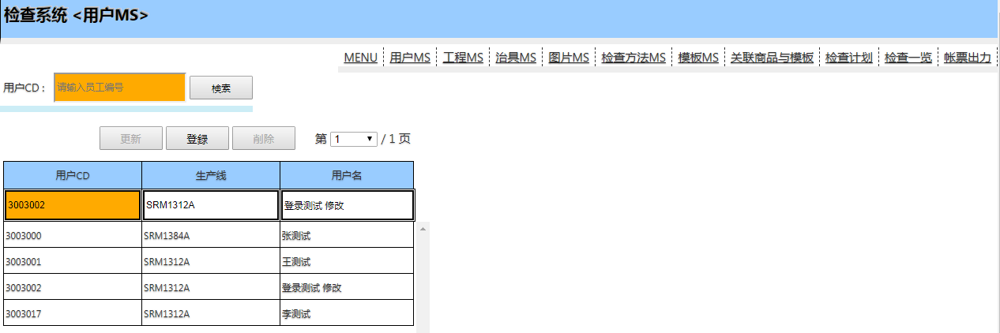 检查系统 <用户MS>
MENU 用户MS 工程MS 治具MS 图片MS 检查方法MS 模板MS 关联商品与模板 检查计划 检查一览 帐票出力
用户CD： 请输入员工编号 検索
更新 登録 削除 第 1 / 1 页
用户CD 生产线 用户名
3003002 SRM1312A 登录测试 修改
3003000 SRM1384A 张测试
3003001 SRM1312A 王测试
3003002 SRM1312A 登录测试 修改
3003017 SRM1312A 李测试